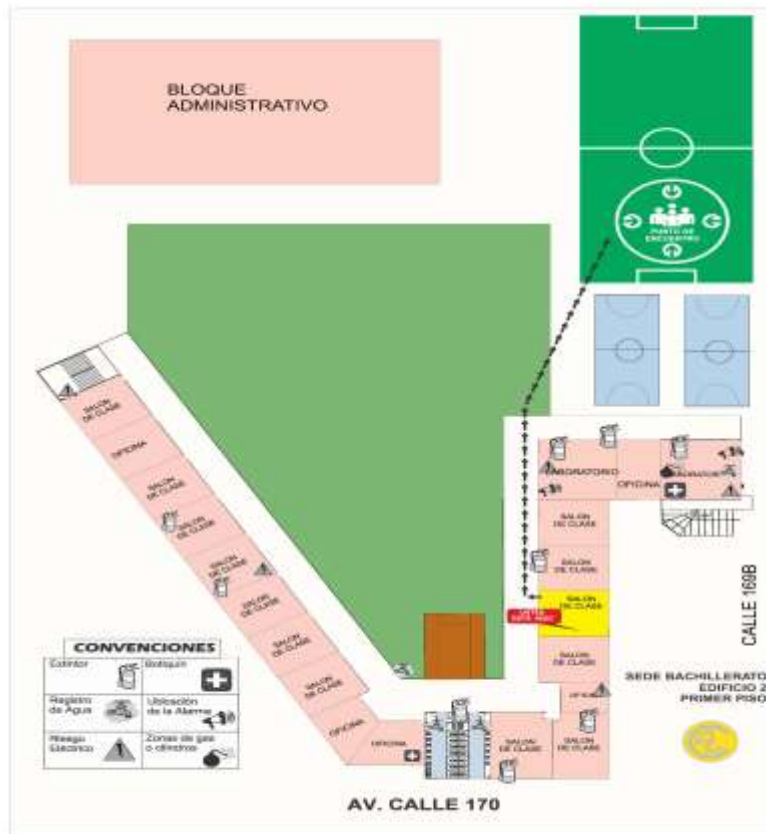 BLOQUE
ADMINISTRATIVO
PUNTO DE
ENCUENTRO
SALON
DE CLASE
OFICINA
SALON
DE CLASE
SALON
DE CLASE
SALON
DE CLASE
SALON
DE CLASE
SALON
DE CLASE
SALON
DE CLASE
OFICINA
OFICINA
LABORATORIO
OFICINA
SALON
DE CLASE
SALON
DE CLASE
SALON
DE CLASE
USTED
ESTÁ AQUÍ
SALON
DE CLASE
SALON
DE CLASE
SALON
DE CLASE
CALLE 169B
SEDE BACHILLERATO
EDIFICIO 2
PRIMER PISO
CONVENCIONES
Extintor
Botiquin
Registro
de Agua
Ubicación
de la Alarma
Riesgo
Eléctrico
Zonas de gas
o cilindros
AV. CALLE 170